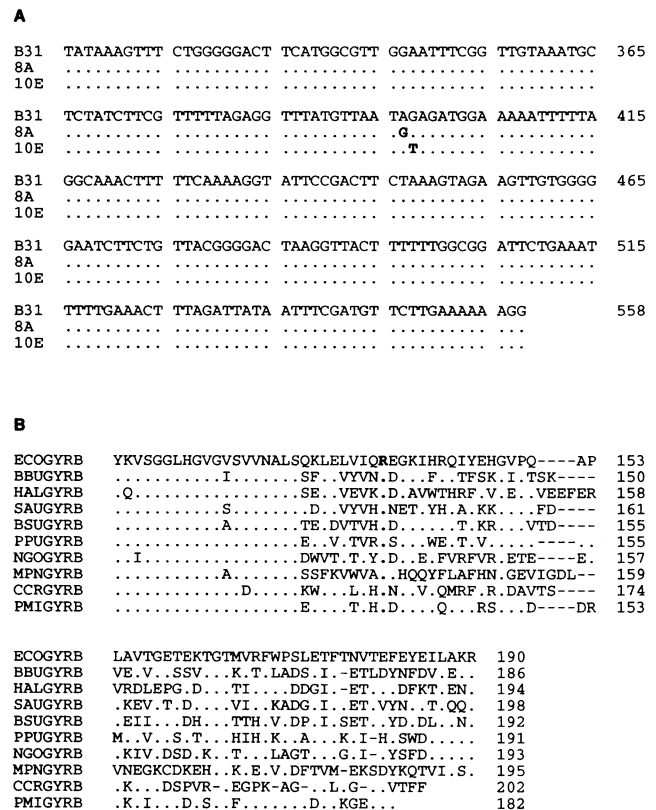 A
B31 TATAAAGTTT CTGGGGGACT TCATGGCGTT GGAATTTCGG TTGTAAATGC 365
8A .......... .......... .......... .......... ..........
10E .......... .......... .......... .......... ..........
B31 TCTATCTTCG TTTTTAGAGG TTTATGTTAA TAGAGATGGA AAAATTTTTA 415
8A .......... .......... .......... ..G....... ..........
10E .......... .......... .......... ...T...... ..........
B31 GGCAAACTTT TTCAAAAGGT ATTCCGACTT CTAAAGTAGA AGTTGTGGGG 465
8A .......... .......... .......... .......... ..........
10E .......... .......... .......... .......... ..........
B31 GAATCTTCTG TTACGGGGAC TAAGGTTACT TTTTTGGCGG ATTCTGAAAT 515
8A .......... .......... .......... .......... ..........
10E .......... .......... .......... .......... ..........
B31 TTTTGAAACT TTAGATTATA ATTTCGATGT TCTTGAAAAA AGG 558
8A .......... .......... .......... .......... ...
10E .......... .......... .......... .......... ...
B
ECOGYRB YKVSGGLHGVGVSVVNALSQKLELVIQREGKIHRQIYEHGVPQ----AP 153
BBUGYRB ...........I.......SF..VYVN.D...F..TFSK.I.TSK---- 150
HALGYRB .Q.................SE..VEVK.D.AVWTHRF.V.E..VEEFER 158
SAUGYRB ...........S.......D..VYVH.NET.YH.A.KK....FD---- 161
BSUGYRB ...........A.......TE.DVTVH.D.....T.KR...VTD---- 155
PPUGYRB ...................E..V.TVR.S...WE.T.V.......... 155
NGOGYRB ..I................DWVT.T.Y.D..E.FVRFVR.ETE----E. 157
MPNGYRB ...........A.......SSFKVWVA..HQQYFLAFHN.GEVIGDL-- 159
CCRGYRB .............D.....KW...L.H.N..V.QMRF.R.DAVTS---- 174
PMIGYRB ...................E....T.H.D....Q...RS...D----DR 153
ECOGYRB LAVTGETEKTGTMVRFWPSLETFTNVTEFEYEILAKR 190
BBUGYRB VE.V..SSV...K.T.LADS.I.-ETLDYNFDV.E.. 186
HALGYRB VRDLEPG.D...TI....DDGI.-ET..DFKT.EN. 194
SAUGYRB .KEV.T.D.....VI..KADG.I..ET.VYN..T.QQ. 198
BSUGYRB .EII...DH...TTH.V.DP.I.SET..YD.DL..N. 192
PPUGYRB M..V..S.T...HIH.K..A....K.I-H.SWD.... 191
NGOGYRB .KIV.DSD.K..T...LAGT...G.I-.YSFD..... 193
MPNGYRB VNEGKCDKEH..K.E.V.DFTVM-EKSDYKQTVI.S. 195
CCRGYRB .K...DSPVR-.EGPK-AG-.L.G-..VTFF 202
PMIGYRB .K.I..D.S..F.......D..KGE... 182